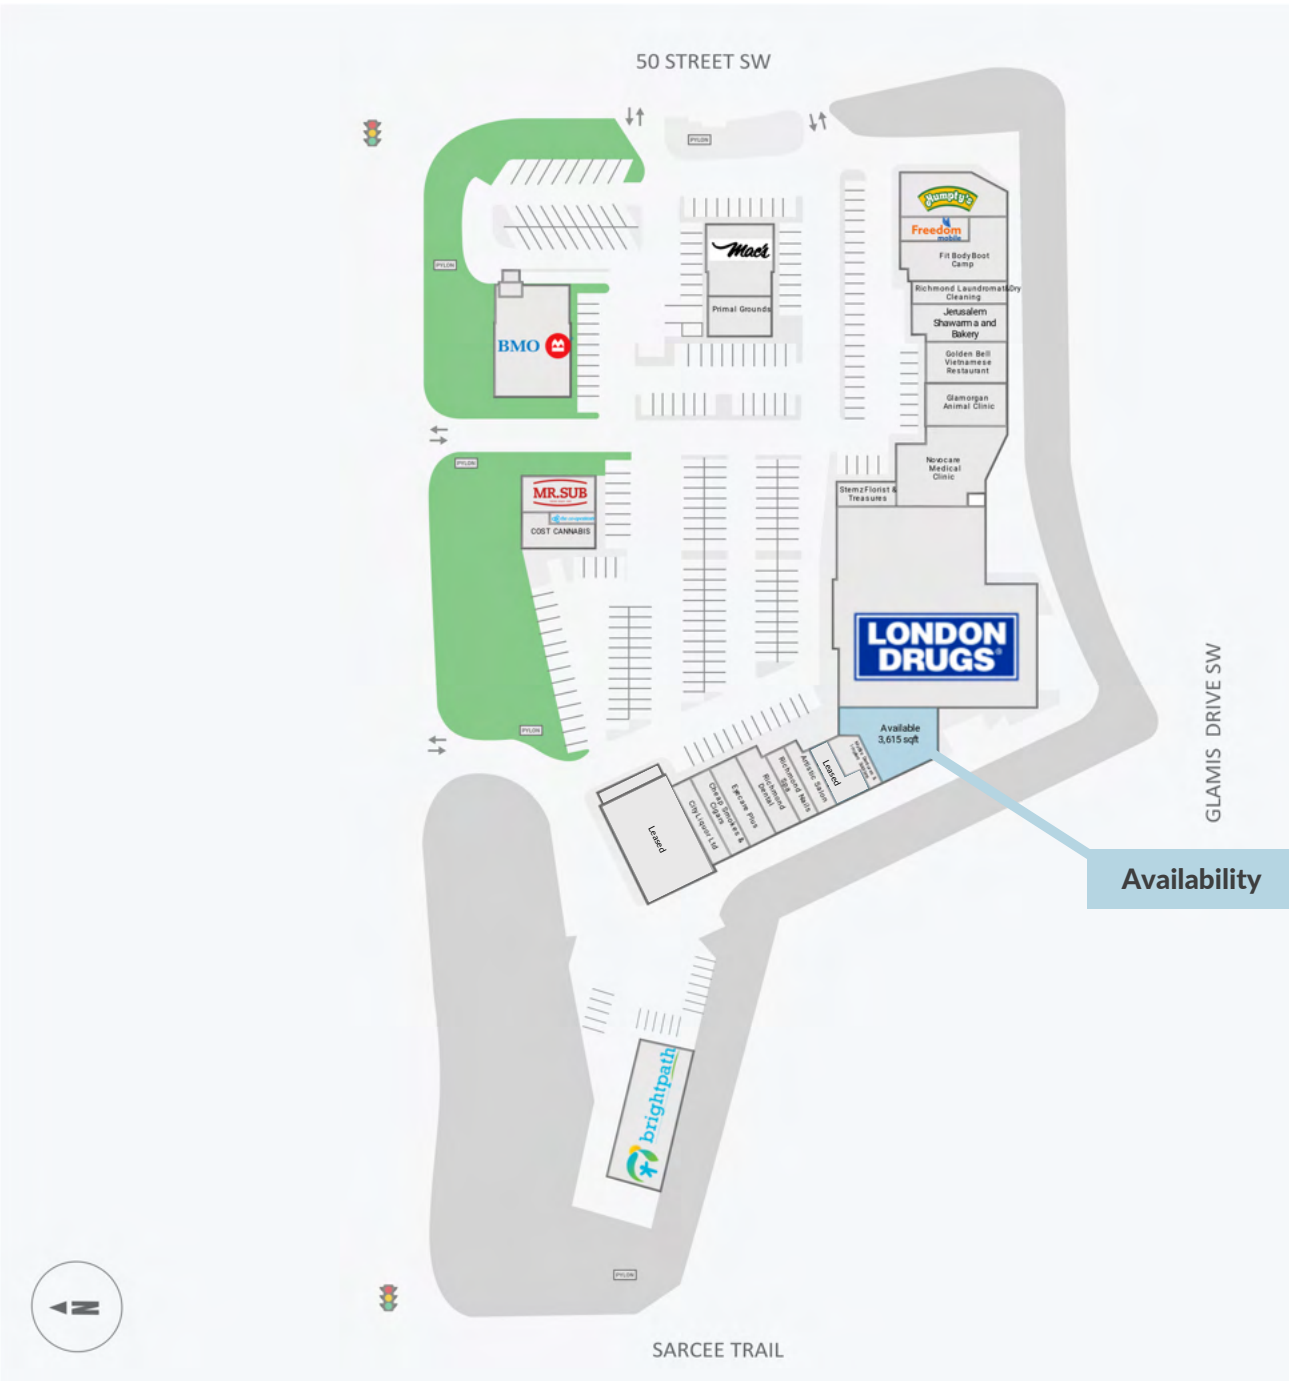 50 STREET SW
PYLON
Humpty's
Freedom
mobile
Mac's
Fit Body Boot
Camp
PYLON
Richmond Laundromat&Dry
Cleaning
Primal Grounds
Jerusalem
Shawarma and
Bakery
BMO
Golden Bell
Vietnamese
Restaurant
Glamorgan
Animal Clinic
PYLON
Novocare
Medical
Clinic
MR.SUB
Stemz Florist &
Treasures
COST CANNABIS
LONDON
DRUGS
GLAMIS DRIVE SW
PYLON
Available
3,615 sqft
Leased
Artistic Salon
Richmond Nails
Spa
Richmond
Dental
Eyecare Plus
Cheap Smokes &
Cigars
City Liquor Ltd
Leased
Availability
brightpath
PYLON
N
SARCEE TRAIL